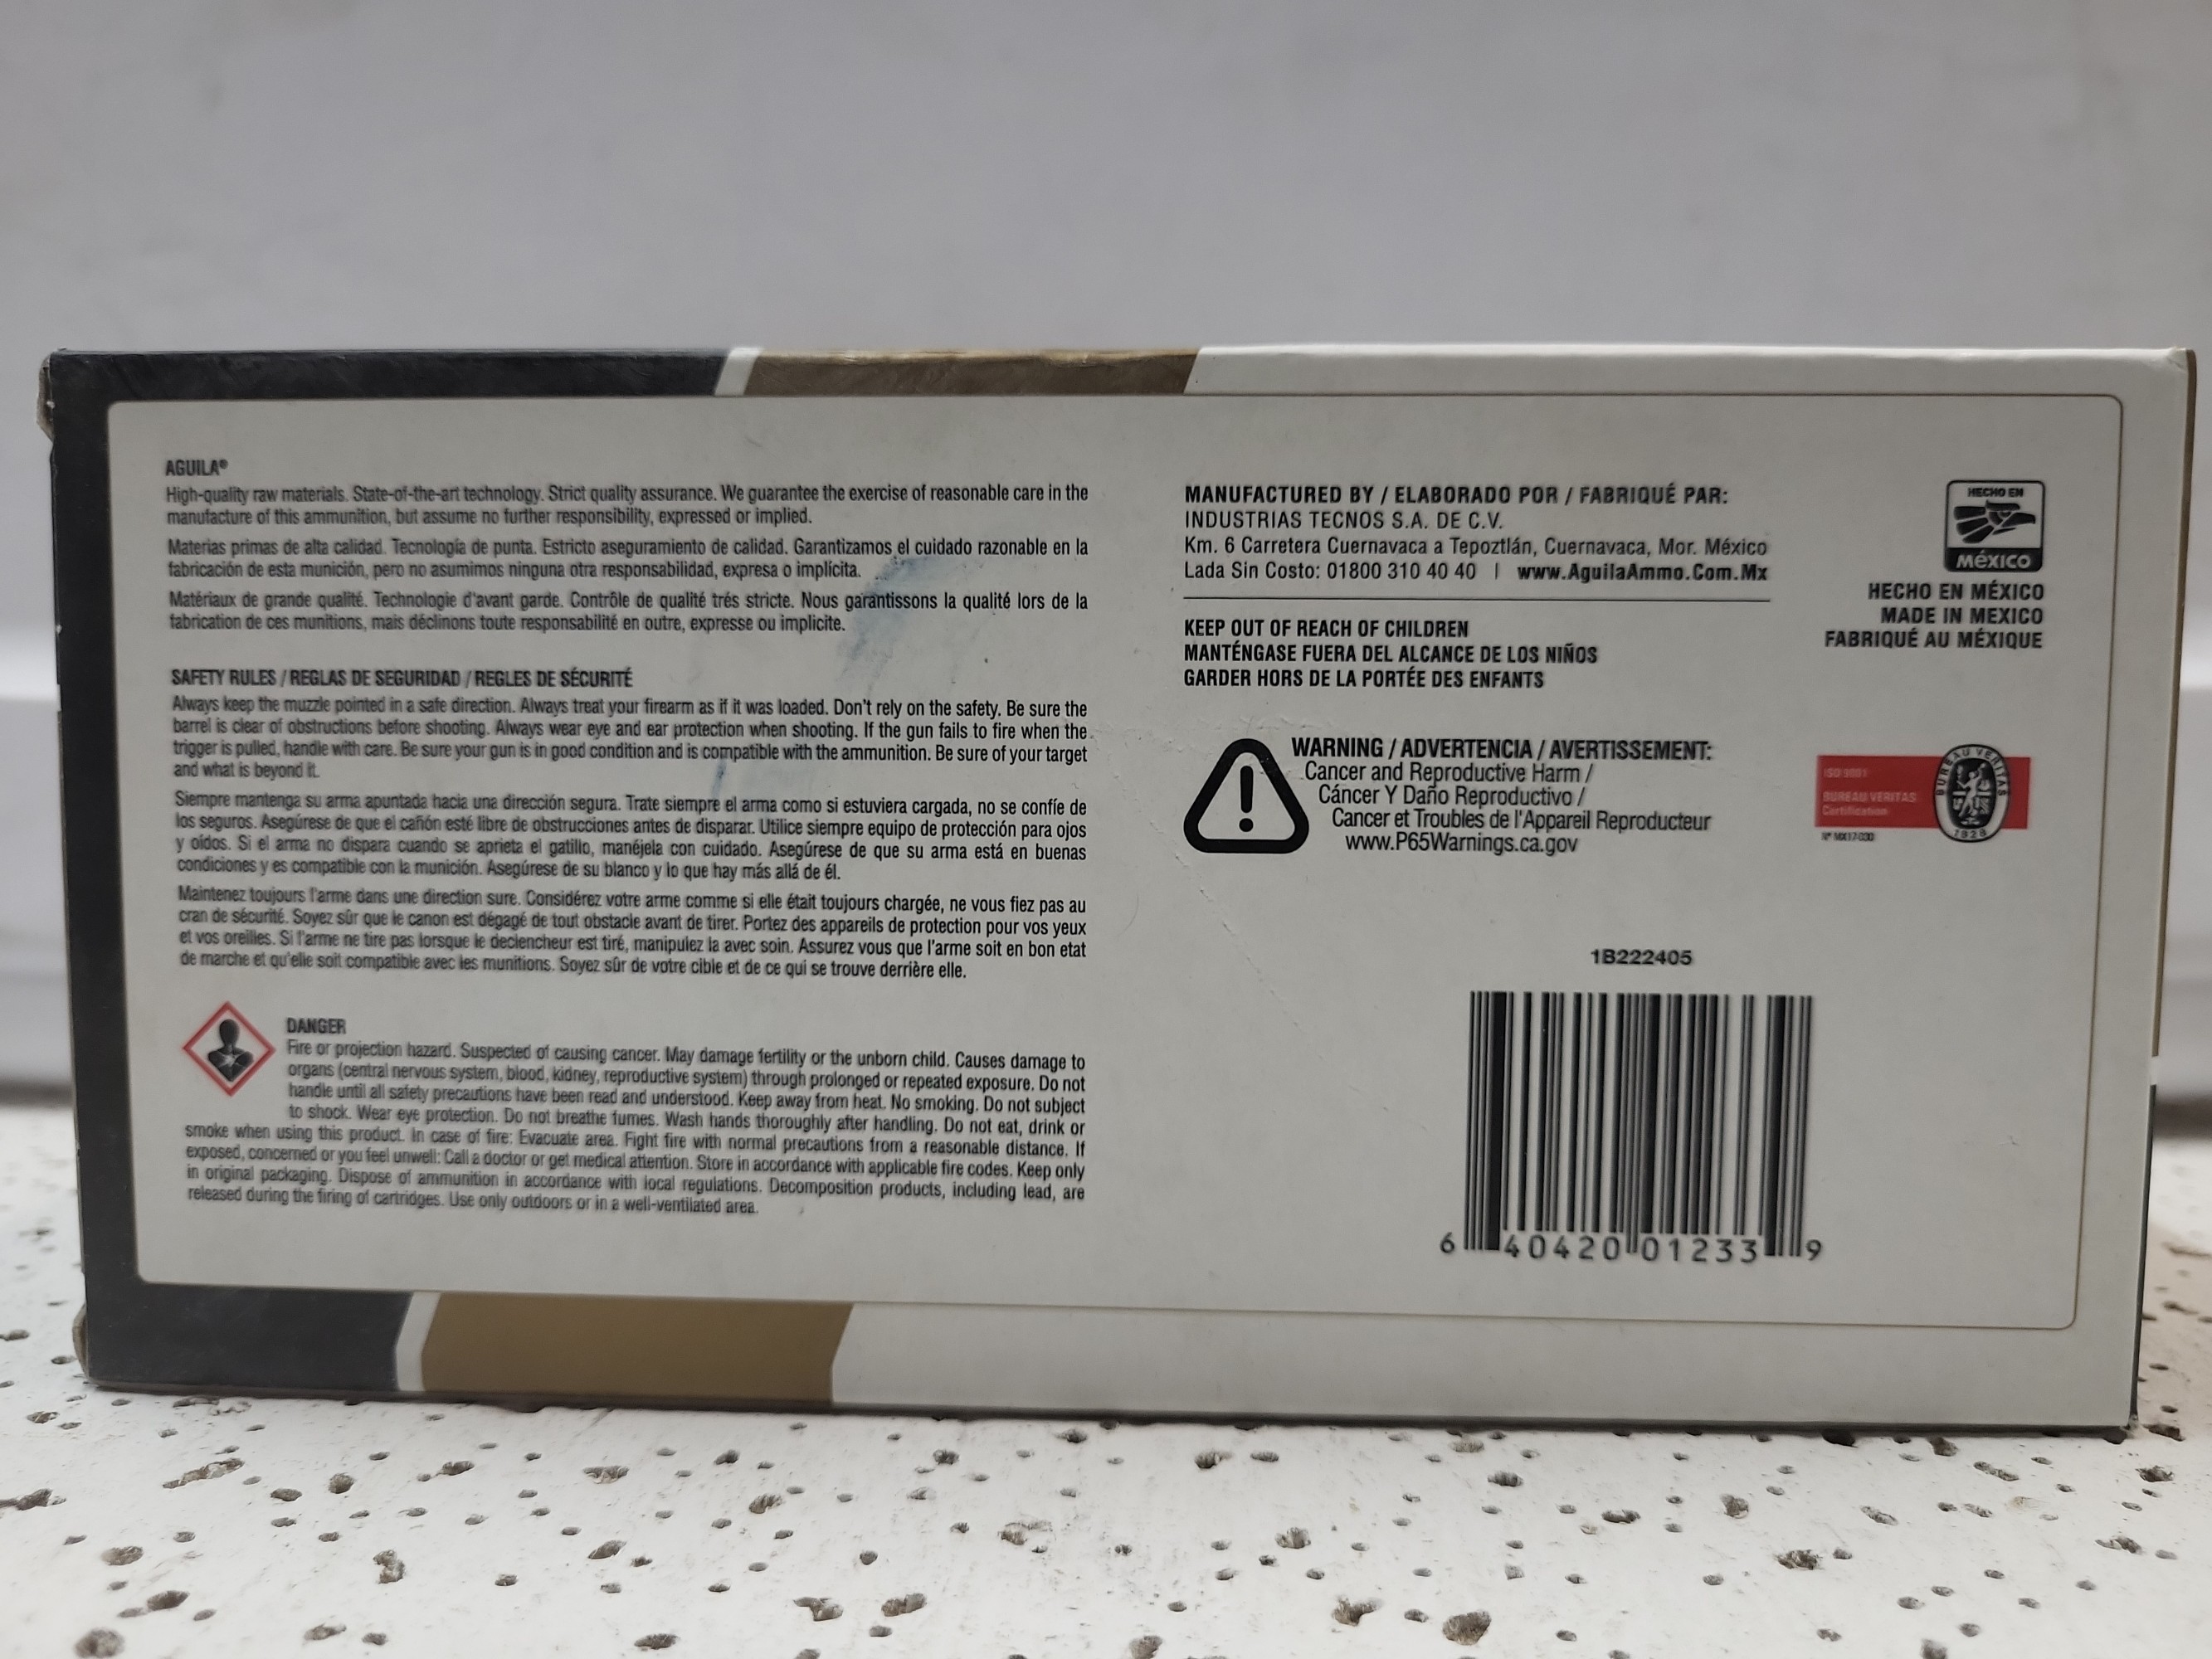 AGUILA®
High-quality raw materials. State-of-the-art technology. Strict quality assurance. We guarantee the exercise of reasonable care in the
manufacture of this ammunition, but assume no further responsibility, expressed or implied.
Materias primas de alta calidad. Tecnología de punta. Estricto aseguramiento de calidad. Garantizamos el cuidado razonable en la
fabricación de esta munición, pero no asumimos ninguna otra responsabilidad, expresa o implícita.
Matériaux de grande qualité. Technologie d'avant garde. Contrôle de qualité trés stricte. Nous garantissons la qualité lors de la
fabrication de ces munitions, mais déclinons toute responsabilité en outre, expresse ou implicite.
SAFETY RULES / REGLAS DE SEGURIDAD / REGLES DE SÉCURITÉ
Always keep the muzzle pointed in a safe direction. Always treat your firearm as if it was loaded. Don't rely on the safety. Be sure the
barrel is clear of obstructions before shooting. Always wear eye and ear protection when shooting. If the gun fails to fire when the
trigger is pulled, handle with care. Be sure your gun is in good condition and is compatible with the ammunition. Be sure of your target
and what is beyond it.
Siempre mantenga su arma apuntada hacia una dirección segura. Trate siempre el arma como si estuviera cargada, no se confíe de
los seguros. Asegúrese de que el cañón esté libre de obstrucciones antes de disparar. Utilice siempre equipo de protección para ojos
y oídos. Si el arma no dispara cuando se aprieta el gatillo, manéjela con cuidado. Asegúrese de que su arma está en buenas
condiciones y es compatible con la munición. Asegúrese de su blanco y lo que hay más allá de él.
Maintenez toujours l'arme dans une direction sure. Considérez votre arme comme si elle était toujours chargée, ne vous fiez pas au
cran de sécurité. Soyez sûr que le canon est dégagé de tout obstacle avant de tirer. Portez des appareils de protection pour vos yeux
et vos oreilles. Si l'arme ne tire pas lorsque le declencheur est tiré, manipulez la avec soin. Assurez vous que l'arme soit en bon etat
de marche et qu'elle soit compatible avec les munitions. Soyez sûr de votre cible et de ce qui se trouve derrière elle.
DANGER
Fire or projection hazard. Suspected of causing cancer. May damage fertility or the unborn child. Causes damage to
organs (central nervous system, blood, kidney, reproductive system) through prolonged or repeated exposure. Do not
handle until all safety precautions have been read and understood. Keep away from heat. No smoking. Do not subject
to shock. Wear eye protection. Do not breathe fumes. Wash hands thoroughly after handling. Do not eat, drink or
smoke when using this product. In case of fire: Evacuate area. Fight fire with normal precautions from a reasonable distance. If
exposed, concerned or you feel unwell: Call a doctor or get medical attention. Store in accordance with applicable fire codes. Keep only
in original packaging. Dispose of ammunition in accordance with local regulations. Decomposition products, including lead, are
released during the firing of cartridges. Use only outdoors or in a well-ventilated area.
MANUFACTURED BY / ELABORADO POR / FABRIQUÉ PAR:
INDUSTRIAS TECNOS S.A. DE C.V.
Km. 6 Carretera Cuernavaca a Tepoztlán, Cuernavaca, Mor. México
Lada Sin Costo: 01800 310 40 40 | www.AguilaAmmo.Com.Mx
HECHO EN
MéXICO
HECHO EN MÉXICO
MADE IN MEXICO
FABRIQUÉ AU MÉXIQUE
KEEP OUT OF REACH OF CHILDREN
MANTÉNGASE FUERA DEL ALCANCE DE LOS NIÑOS
GARDER HORS DE LA PORTÉE DES ENFANTS
WARNING / ADVERTENCIA / AVERTISSEMENT:
Cancer and Reproductive Harm /
Cáncer Y Daño Reproductivo /
Cancer et Troubles de l'Appareil Reproducteur
www.P65Warnings.ca.gov
ISO 9001
BUREAU VERITAS
Certification
N° MX17-030
BUREAU VERITAS
1828
1B222405
6 40420 01233 9